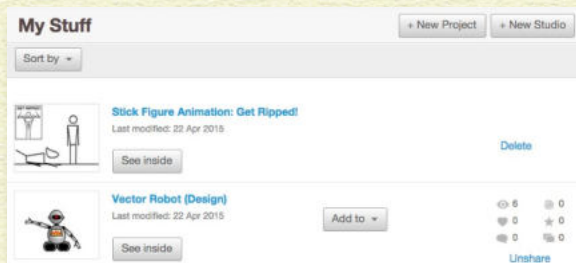 My Stuff
+ New Project
+ New Studio
Sort by
Stick Figure Animation: Get Ripped!
Last modified: 22 Apr 2015
See inside
Delete
Vector Robot (Design)
Last modified: 22 Apr 2015
See inside
Add to
6 0
0 0
0 0
Unshare